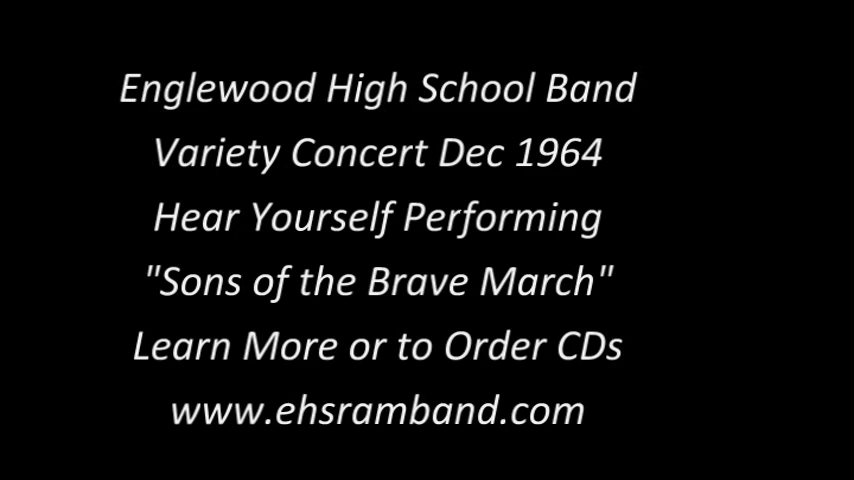 Englewood High School Band
Variety Concert Dec 1964
Hear Yourself Performing
"Sons of the Brave March"
Learn More or to Order CDs
www.ehsramband.com